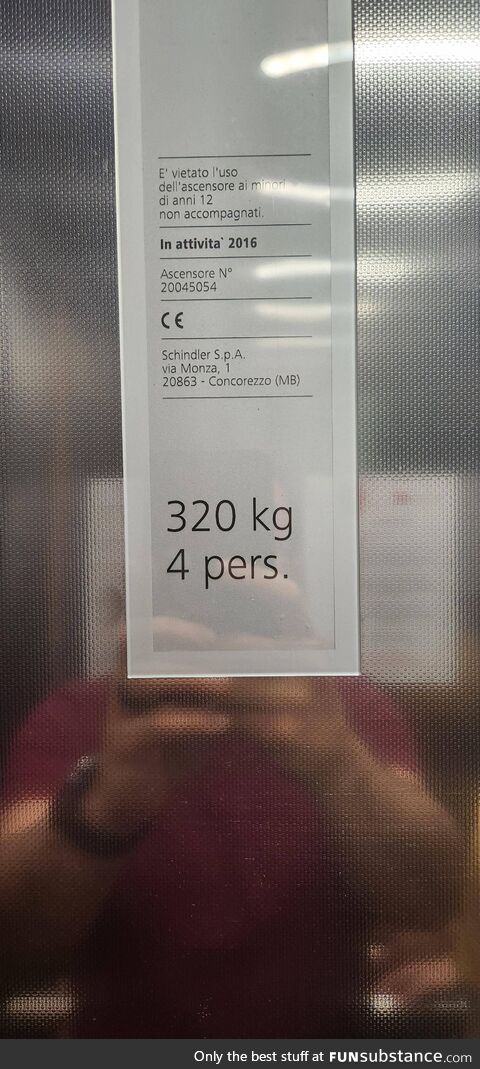 E' vietato l'uso
dell'ascensore ai minori
di anni 12
non accompagnati.
In attivita` 2016
Ascensore N°
20045054
CE
Schindler S.p.A.
via Monza, 1
20863 - Concorezzo (MB)
320 kg
4 pers.
Only the best stuff at FUNsubstance.com